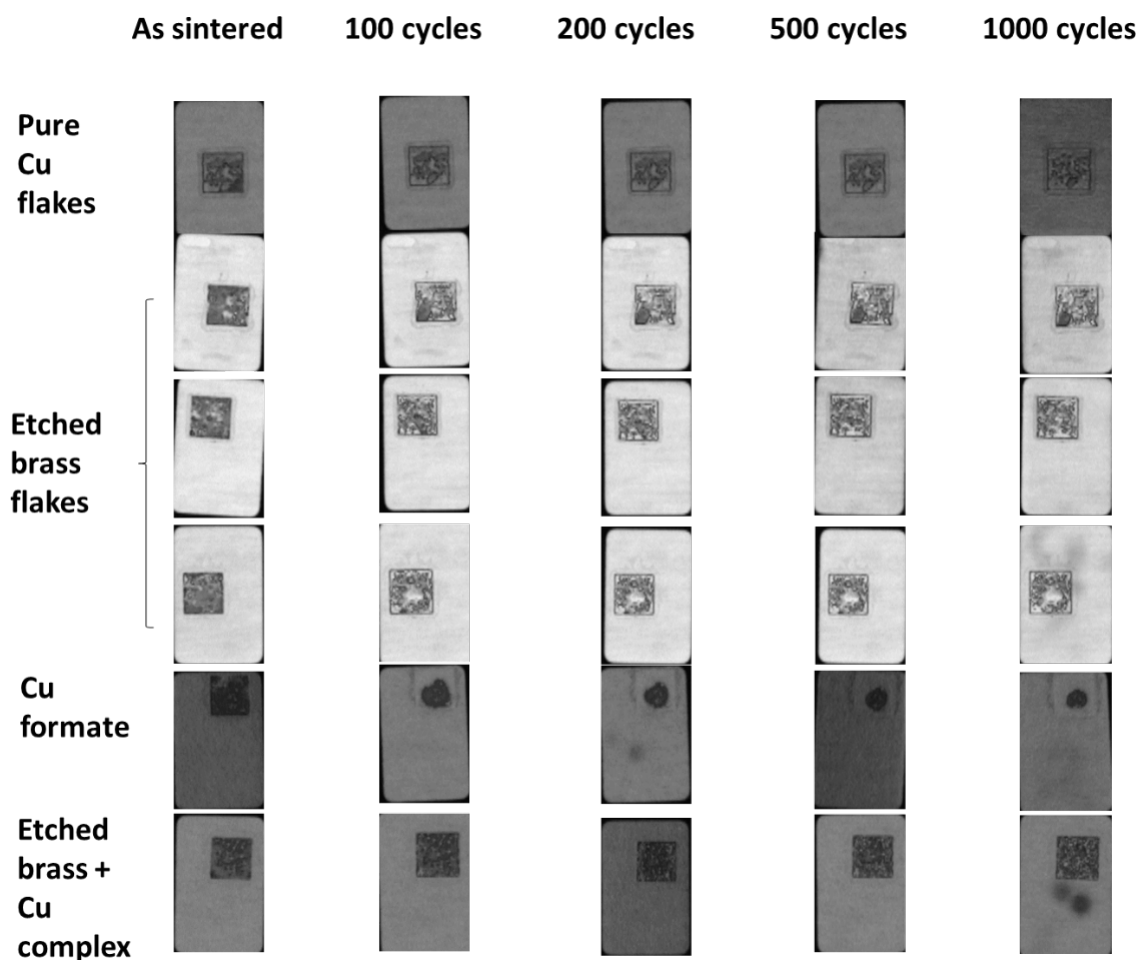 As sintered 100 cycles 200 cycles 500 cycles 1000 cycles
Pure
Cu
flakes
Etched
brass
flakes
Cu
formate
Etched
brass +
Cu
complex